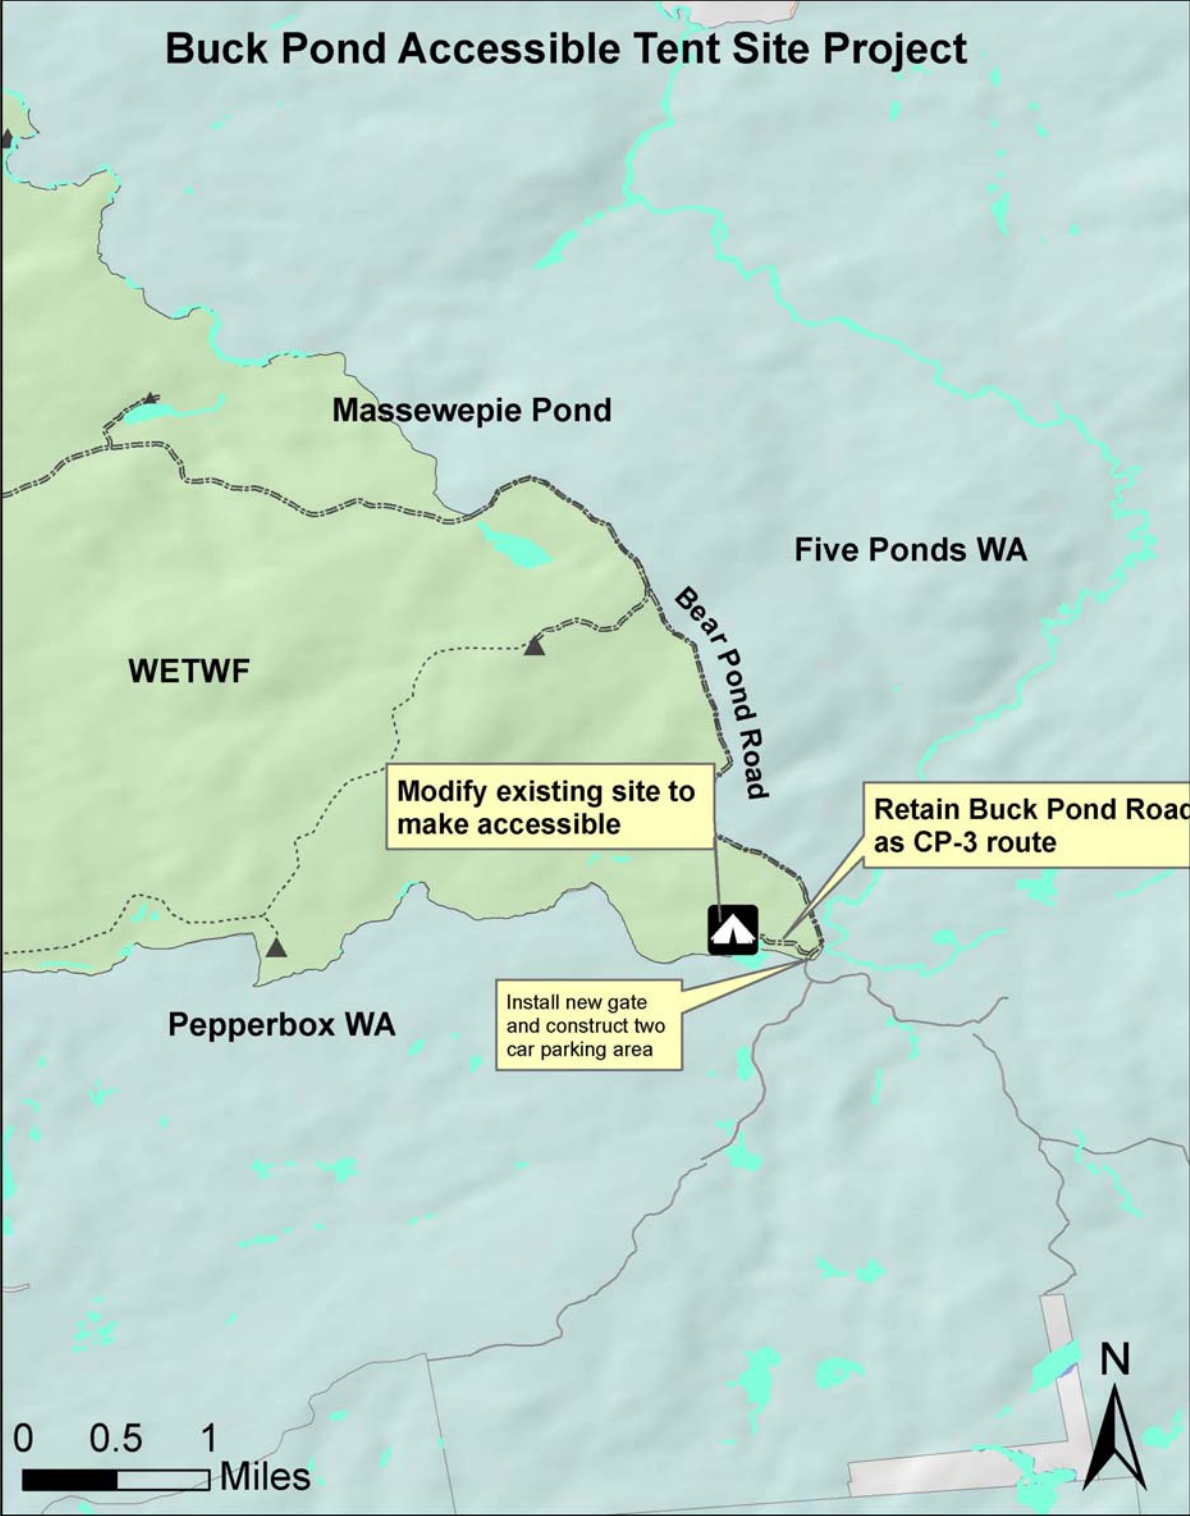 Buck Pond Accessible Tent Site Project
Massewepie Pond
Five Ponds WA
Bear Pond Road
WETWF
Modify existing site to
make accessible
Retain Buck Pond Road
as CP-3 route
Install new gate
and construct two
car parking area
Pepperbox WA
N
0 0.5 1
Miles